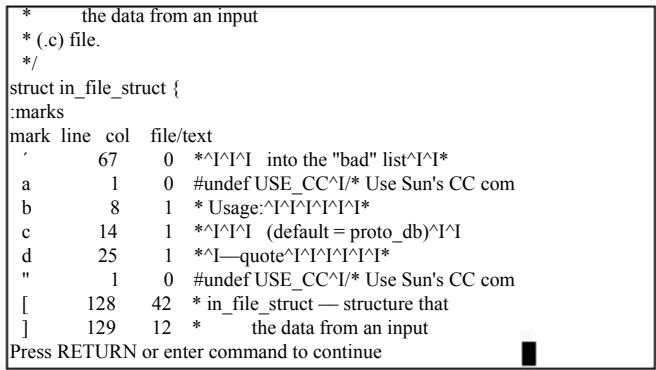 *        the data from an input
* (.c) file.
*/
struct in_file_struct {
:marks
mark  line   col    file/text
´          67      0   *^I^I^I   into the "bad" list^I^I*
a            1      0   #undef USE_CC^I/* Use Sun's CC com
b            8      1   * Usage:^I^I^I^I^I^I*
c          14      1   *^I^I^I   (default = proto_db)^I^I
d          25      1   *^I—quote^I^I^I^I^I^I*
"            1      0   #undef USE_CC^I/* Use Sun's CC com
[         128    42   * in_file_struct — structure that
]         129    12   *         the data from an input
Press RETURN or enter command to continue